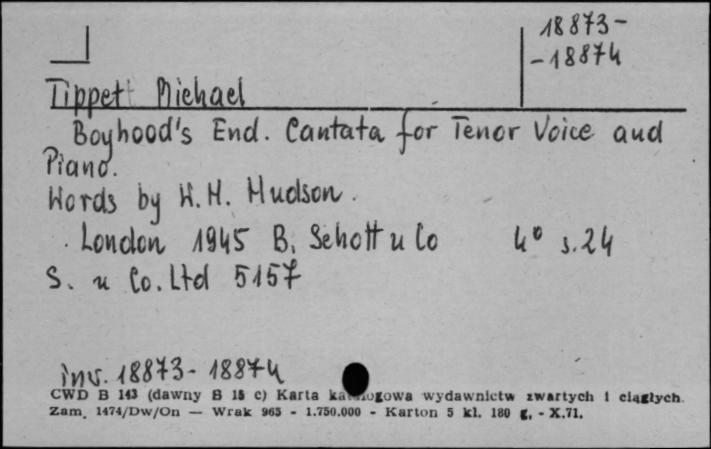 18873-
-18874
Tippett Michael
Boyhood's End. Cantata for Tenor Voice and
Piano.
Words by W.H. Hudson.
London 1945 B. Schott u Co 4° s.24
S. u Co. Ltd 5157
inv. 18873-18874
CWD B 143 (dawny B 15 c) Karta katalogowa wydawnictw zwartych i ciągłych.
Zam. 1474/Dw/On — Wrak 965 - 1.750.000 - Karton 5 kl. 180 g. - X.71.